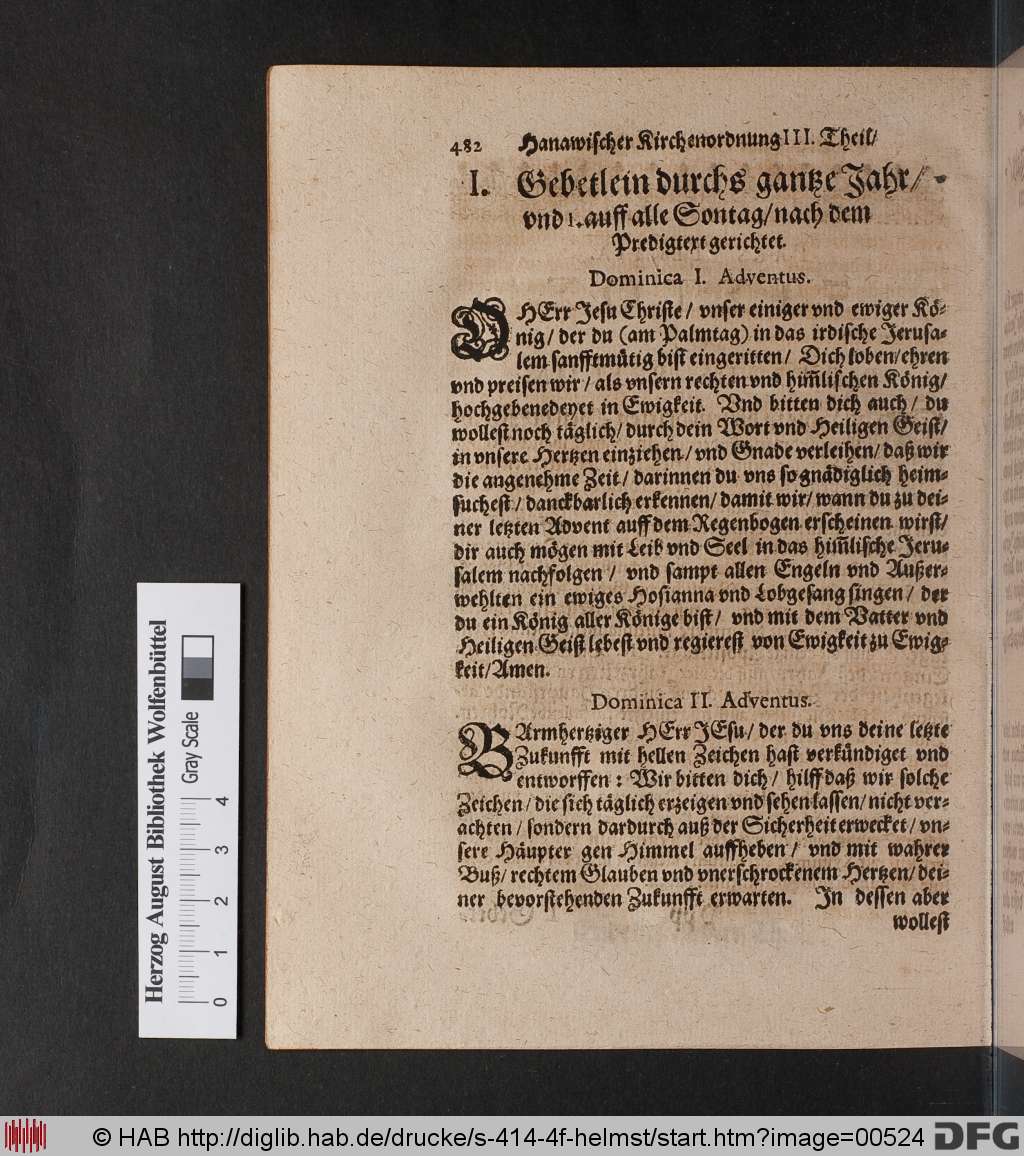 482 Hanawischer Kirchenordnung III. Theil/
I. Gebetlein durchs gantze Jahr/
vnd I. auff alle Sontag/ nach dem
Predigtext gerichtet.
Dominica I. Adventus.
O HErr Jesu Christe/ vnser einiger vnd ewiger Kö-
nig/ der du (am Palmtag) in das irdische Jerusa-
lem sanfftmütig bist eingeritten/ Dich loben/ ehren
vnd preisen wir/ als vnsern rechten vnd him̃lischen König/
hochgebenedeyet in Ewigkeit. Vnd bitten dich auch/ du
wollest noch täglich/ durch dein Wort vnd Heiligen Geist/
in vnsere Hertzen einziehen/ vnd Gnade verleihen/ daß wir
die angenehme Zeit/ darinnen du vns so gnädiglich heim-
suchest/ danckbarlich erkennen/ damit wir/ wann du zu dei-
ner letzten Advent auff dem Regenbogen erscheinen wirst/
dir auch mögen mit Leib vnd Seel in das him̃lische Jeru-
salem nachfolgen/ vnd sampt allen Engeln vnd Außer-
wehlten ein ewiges Hosianna vnd Lobgesang singen/ der
du ein König aller Könige bist/ vnd mit dem Vatter vnd
Heiligen Geist lebest vnd regierest von Ewigkeit zu Ewig-
keit/ Amen.
Dominica II. Adventus.
BArmhertziger HErr JEsu/ der du vns deine letzte
Zukunfft mit hellen Zeichen hast verkündiget vnd
entworffen: Wir bitten dich/ hilff daß wir solche
Zeichen/ die sich täglich erzeigen vnd sehen lassen/ nicht ver-
achten/ sondern dardurch auß der Sicherheit erwecket/ vn-
sere Häupter gen Himmel auffheben/ vnd mit wahrer
Buß/ rechtem Glauben vnd vnerschrockenem Hertzen/ dei-
ner bevorstehenden Zukunfft erwarten. In dessen aber
wollest
Herzog August Bibliothek Wolfenbüttel
Gray Scale
0 1 2 3 4
© HAB http://diglib.hab.de/drucke/s-414-4f-helmst/start.htm?image=00524
DFG